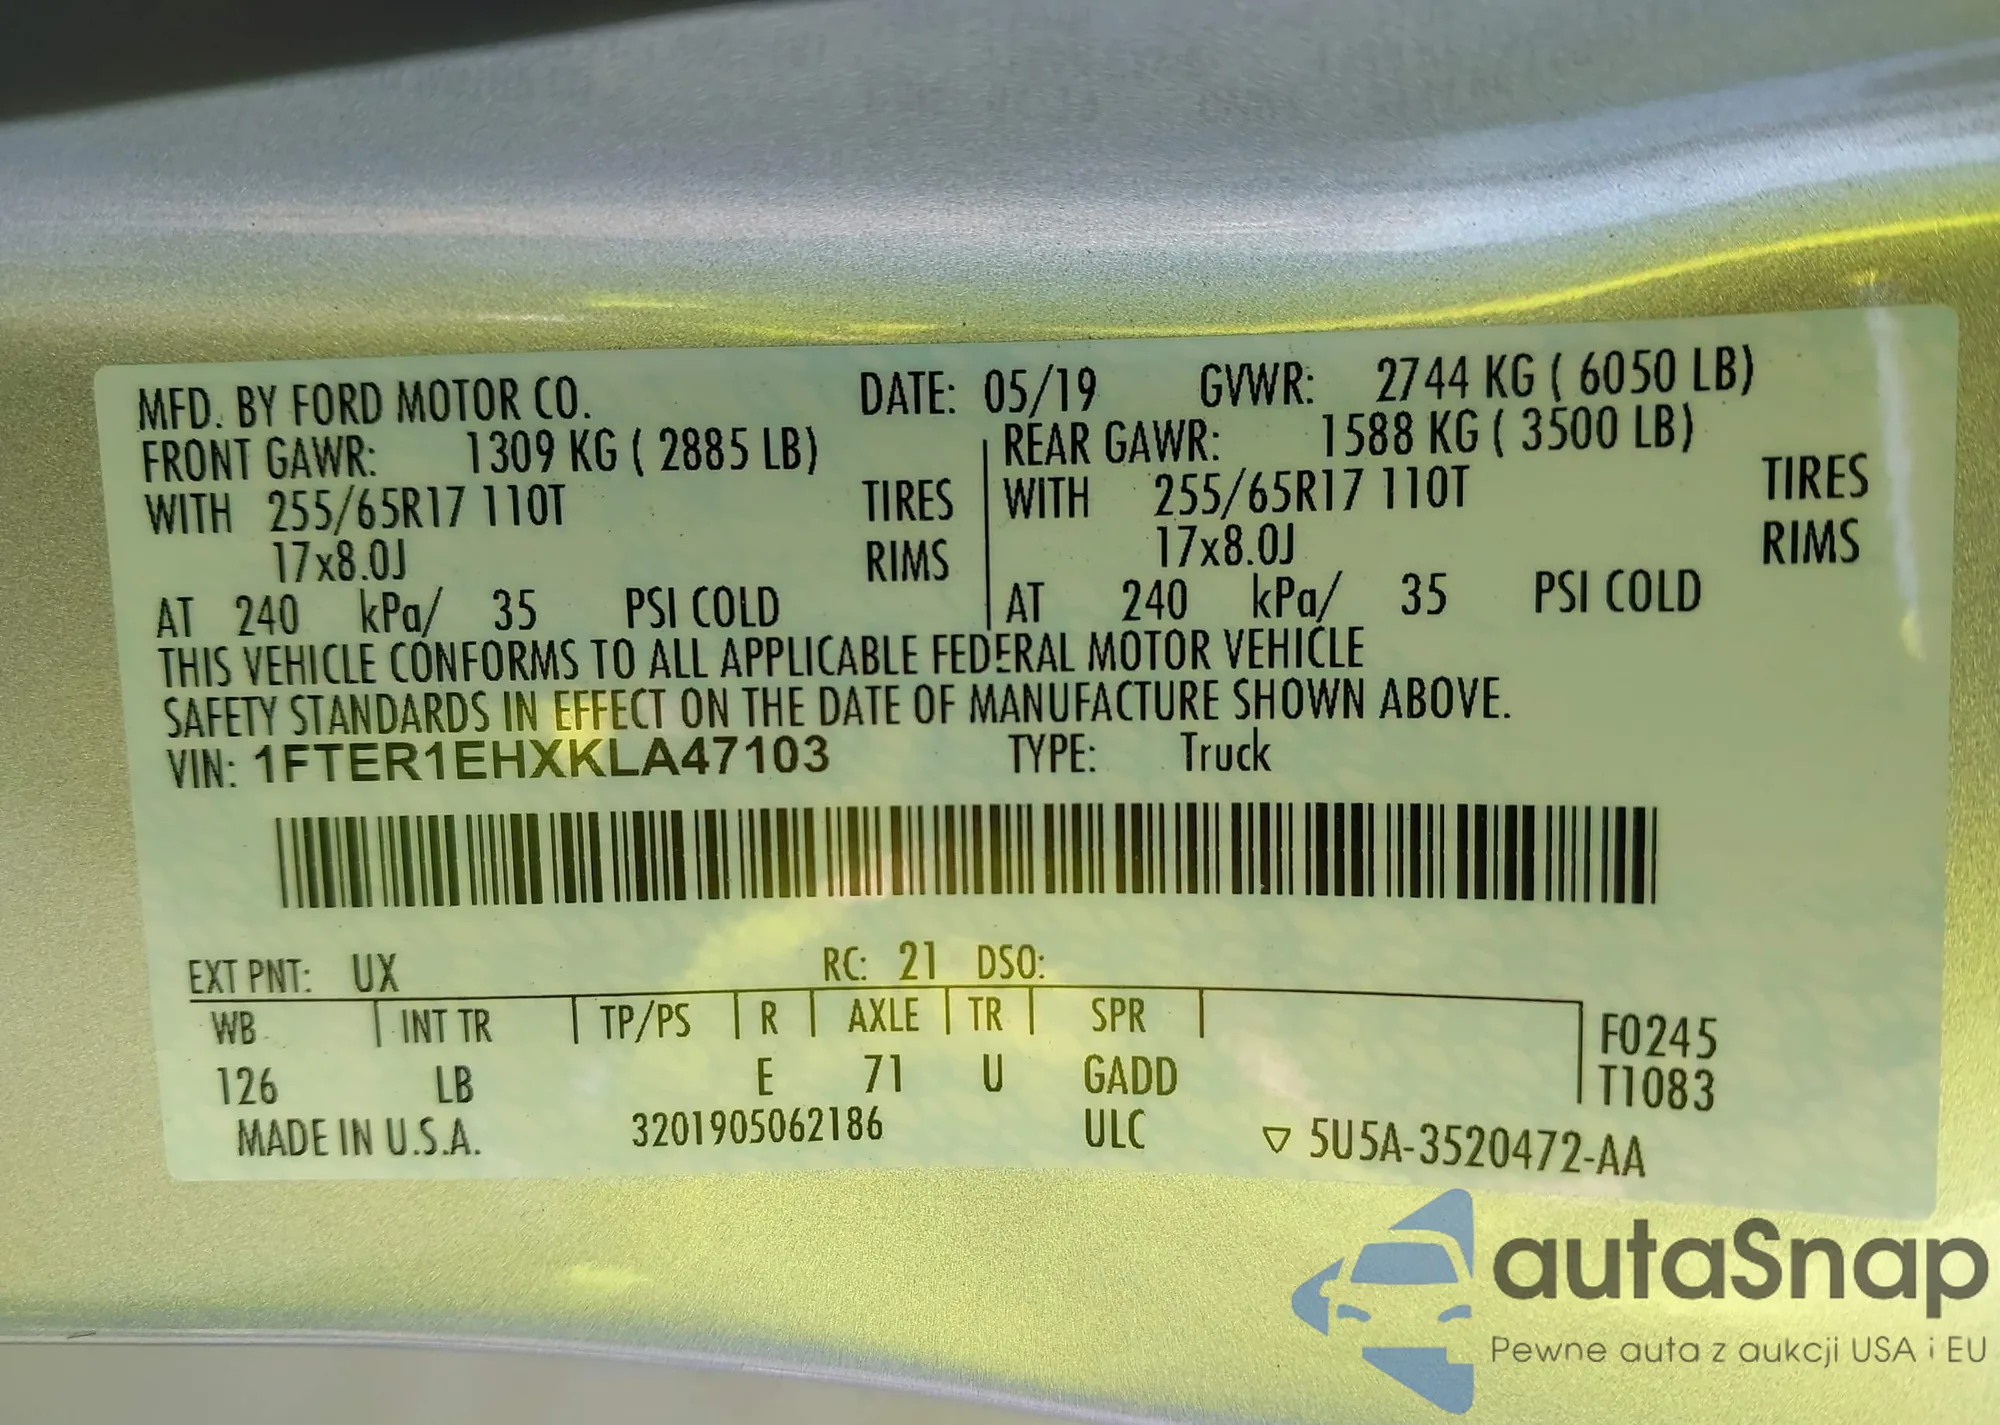 MFD. BY FORD MOTOR CO. DATE: 05/19 GVWR: 2744 KG ( 6050 LB)
FRONT GAWR: 1309 KG ( 2885 LB) REAR GAWR: 1588 KG ( 3500 LB)
WITH 255/65R17 110T TIRES WITH 255/65R17 110T TIRES
17x8.0J RIMS 17x8.0J RIMS
AT 240 kPa/ 35 PSI COLD AT 240 kPa/ 35 PSI COLD
THIS VEHICLE CONFORMS TO ALL APPLICABLE FEDERAL MOTOR VEHICLE
SAFETY STANDARDS IN EFFECT ON THE DATE OF MANUFACTURE SHOWN ABOVE.
VIN: 1FTER1EHXKLA47103 TYPE: Truck
EXT PNT: UX RC: 21 DSO:
WB INT TR TP/PS R AXLE TR SPR F0245
126 LB E 71 U GADD T1083
MADE IN U.S.A. 3201905062186 ULC ▽ 5U5A-3520472-AA
autaSnap
Pewne auta z aukcji USA i EU